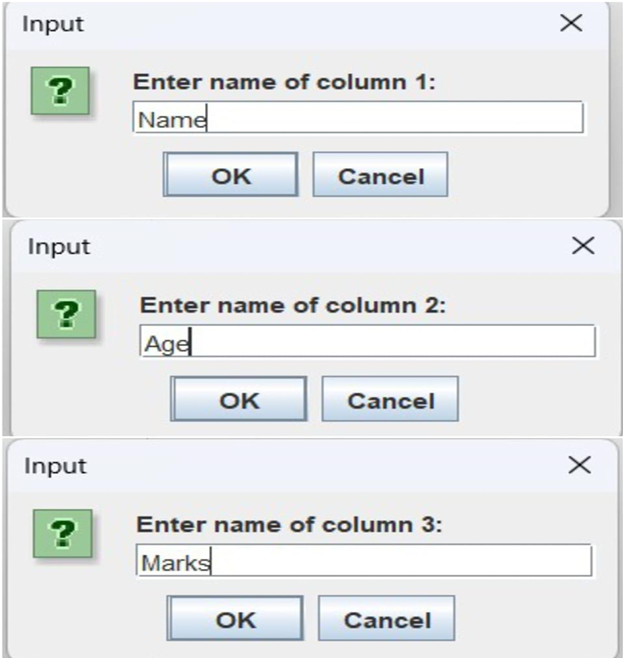 Input
Enter name of column 1:
Name
OK Cancel
Input
Enter name of column 2:
Age
OK Cancel
Input
Enter name of column 3:
Marks
OK Cancel